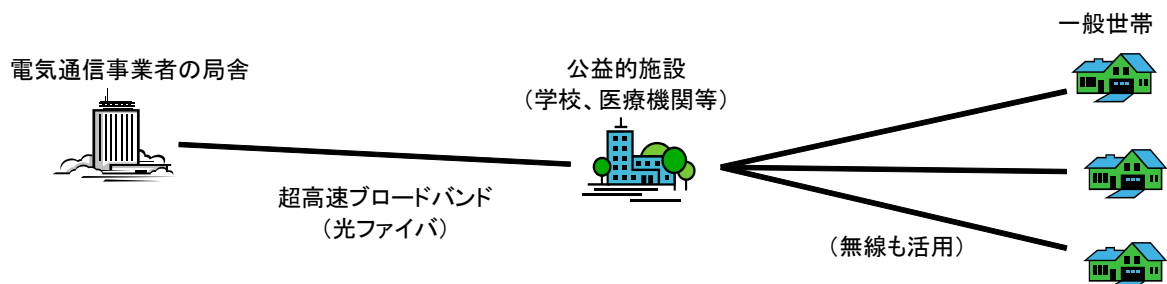 一般世帯
電気通信事業者の局舎
公益的施設
（学校、医療機関等）
超高速ブロードバンド
（光ファイバ）
（無線も活用）